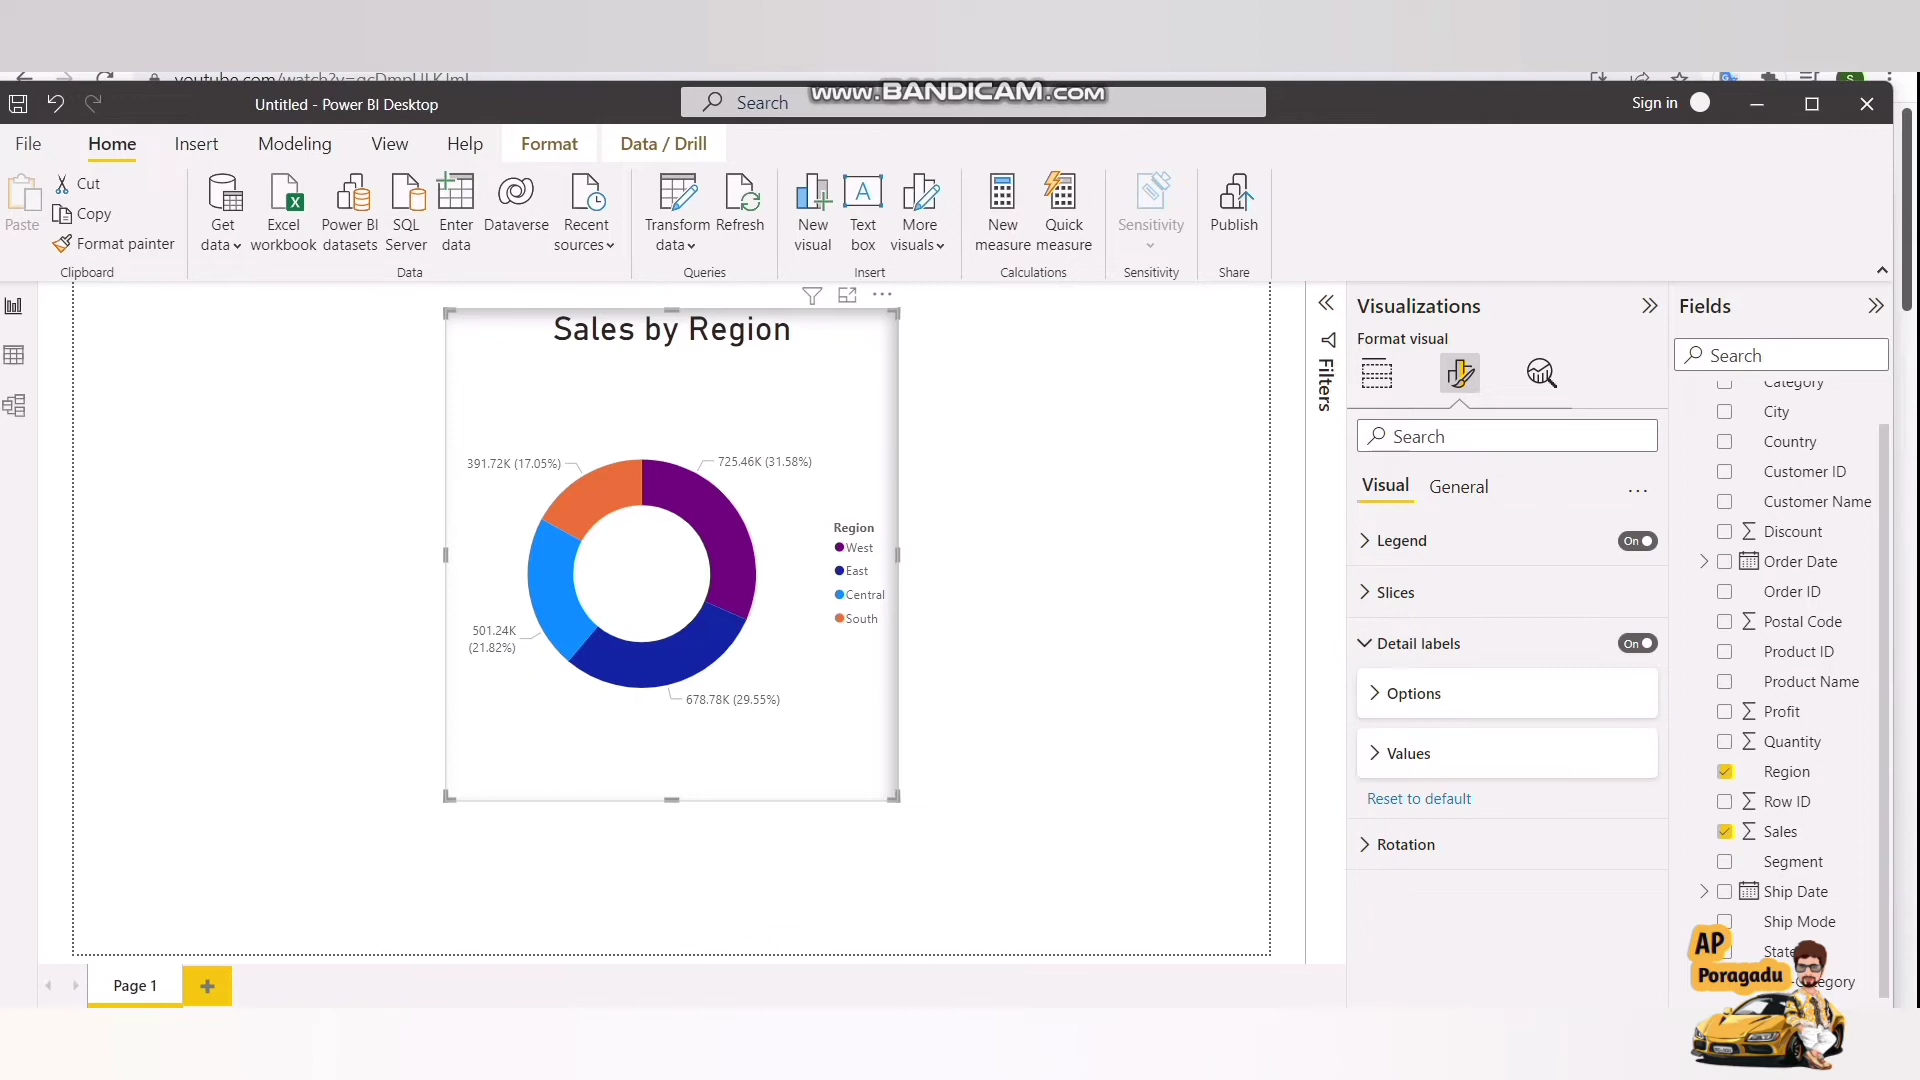 Untitled - Power BI Desktop
Search
www.BANDICAM.com
Sign in
File
Home
Insert
Modeling
View
Help
Format
Data / Drill
Paste
Cut
Copy
Format painter
Clipboard
Get data
Excel workbook
Power BI datasets
SQL Server
Enter data
Dataverse
Recent sources
Data
Transform data
Refresh
Queries
New visual
Text box
More visuals
Insert
New measure
Quick measure
Calculations
Sensitivity
Sensitivity
Publish
Share
Sales by Region
391.72K (17.05%)
725.46K (31.58%)
501.24K
(21.82%)
678.78K (29.55%)
Region
West
East
Central
South
Filters
Visualizations
Format visual
Search
Visual
General
Legend
On
Slices
Detail labels
On
Options
Values
Reset to default
Rotation
Fields
Search
Category
City
Country
Customer ID
Customer Name
Discount
Order Date
Order ID
Postal Code
Product ID
Product Name
Profit
Quantity
Region
Row ID
Sales
Segment
Ship Date
Ship Mode
AP
Poragadu
Page 1